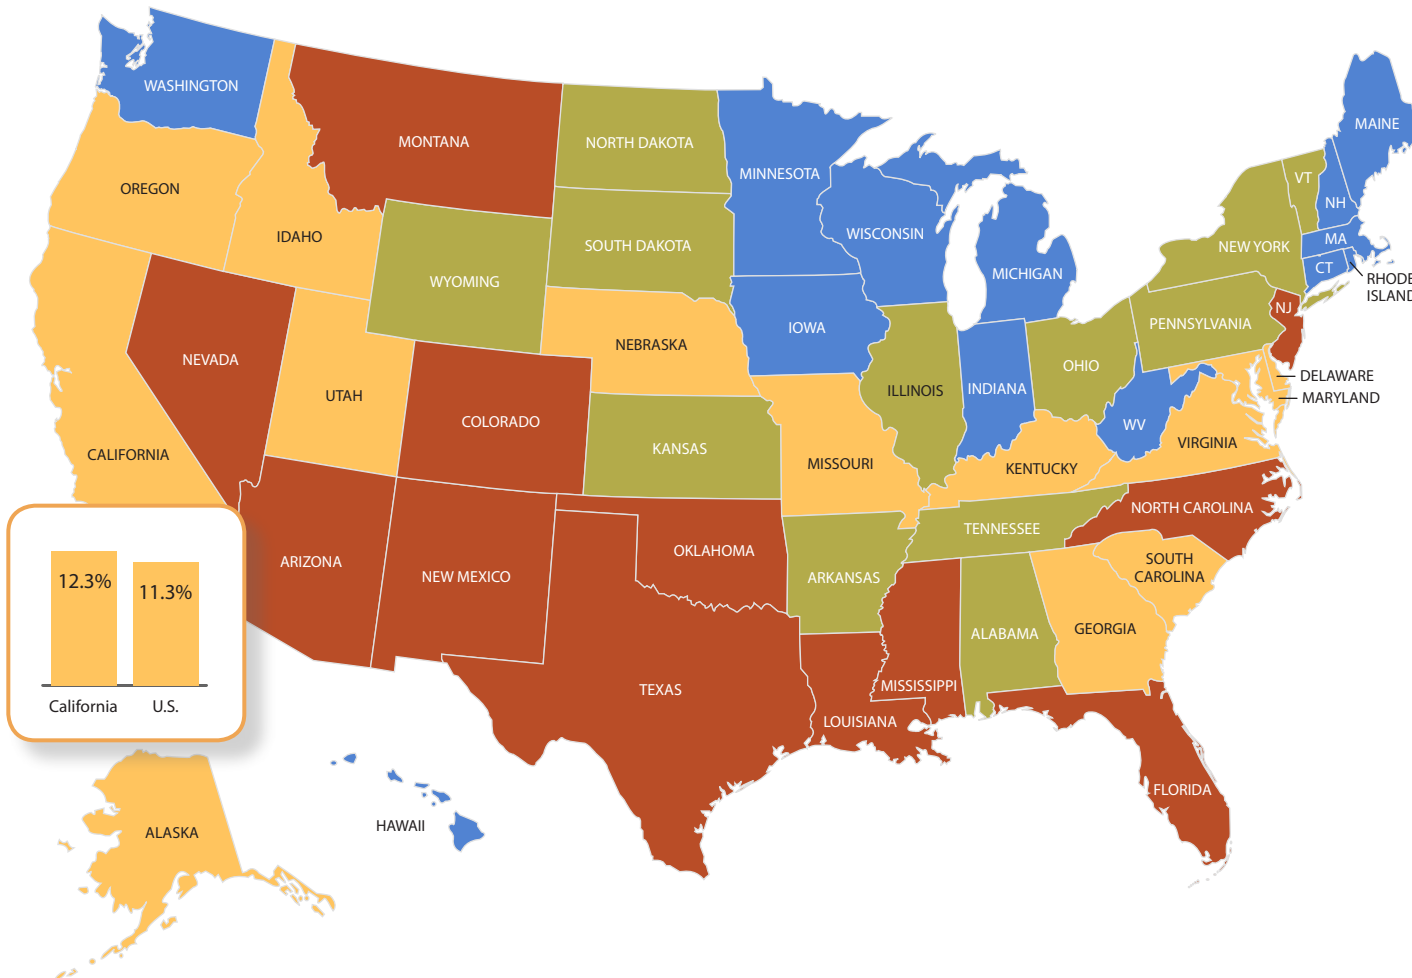 WASHINGTON
MONTANA
NORTH DAKOTA
MINNESOTA
MAINE
OREGON
IDAHO
VT
NH
WYOMING
SOUTH DAKOTA
WISCONSIN
MICHIGAN
NEW YORK
MA
CT
RHODE
ISLAND
NEVADA
NEBRASKA
IOWA
PENNSYLVANIA
NJ
UTAH
COLORADO
ILLINOIS
INDIANA
OHIO
DELAWARE
MARYLAND
CALIFORNIA
KANSAS
MISSOURI
KENTUCKY
WV
VIRGINIA
ARIZONA
NEW MEXICO
OKLAHOMA
ARKANSAS
TENNESSEE
NORTH CAROLINA
SOUTH
CAROLINA
12.3%
11.3%
California
U.S.
TEXAS
LOUISIANA
MISSISSIPPI
ALABAMA
GEORGIA
FLORIDA
ALASKA
HAWAII